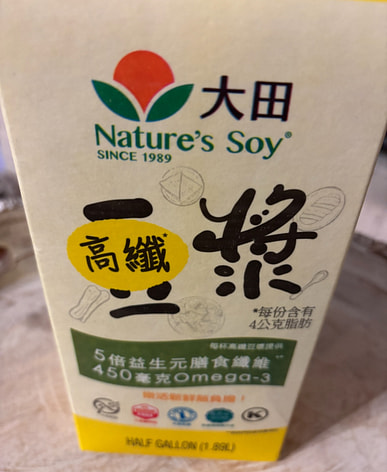 大田
Nature's Soy®
SINCE 1989
豆漿
高纖*
*每份含有
4公克脂肪
每杯高纖豆漿提供
5倍益生元膳食纖維**
450毫克Omega-3
HALF GALLON (1.89L)